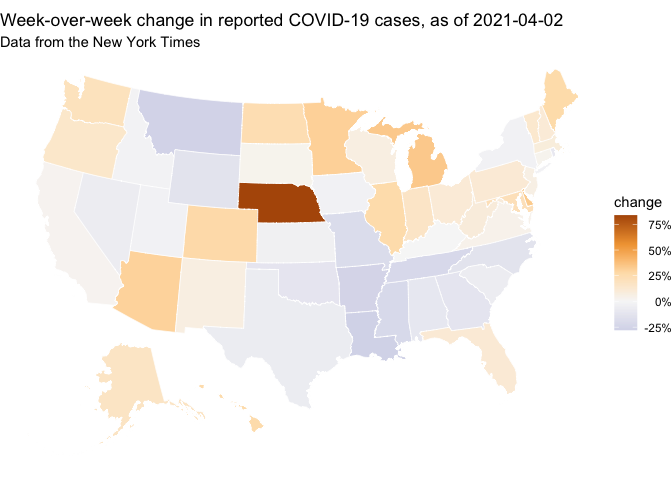 Week-over-week change in reported COVID-19 cases, as of 2021-04-02
Data from the New York Times
change
75%
50%
25%
0%
-25%